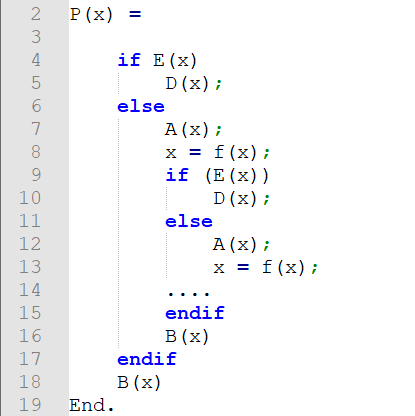 2 P(x) =
3
4 if E(x)
5 D(x);
6 else
7 A(x);
8 x = f(x);
9 if (E(x))
10 D(x);
11 else
12 A(x);
13 x = f(x);
14 ....
15 endif
16 B(x)
17 endif
18 B(x)
19 End.